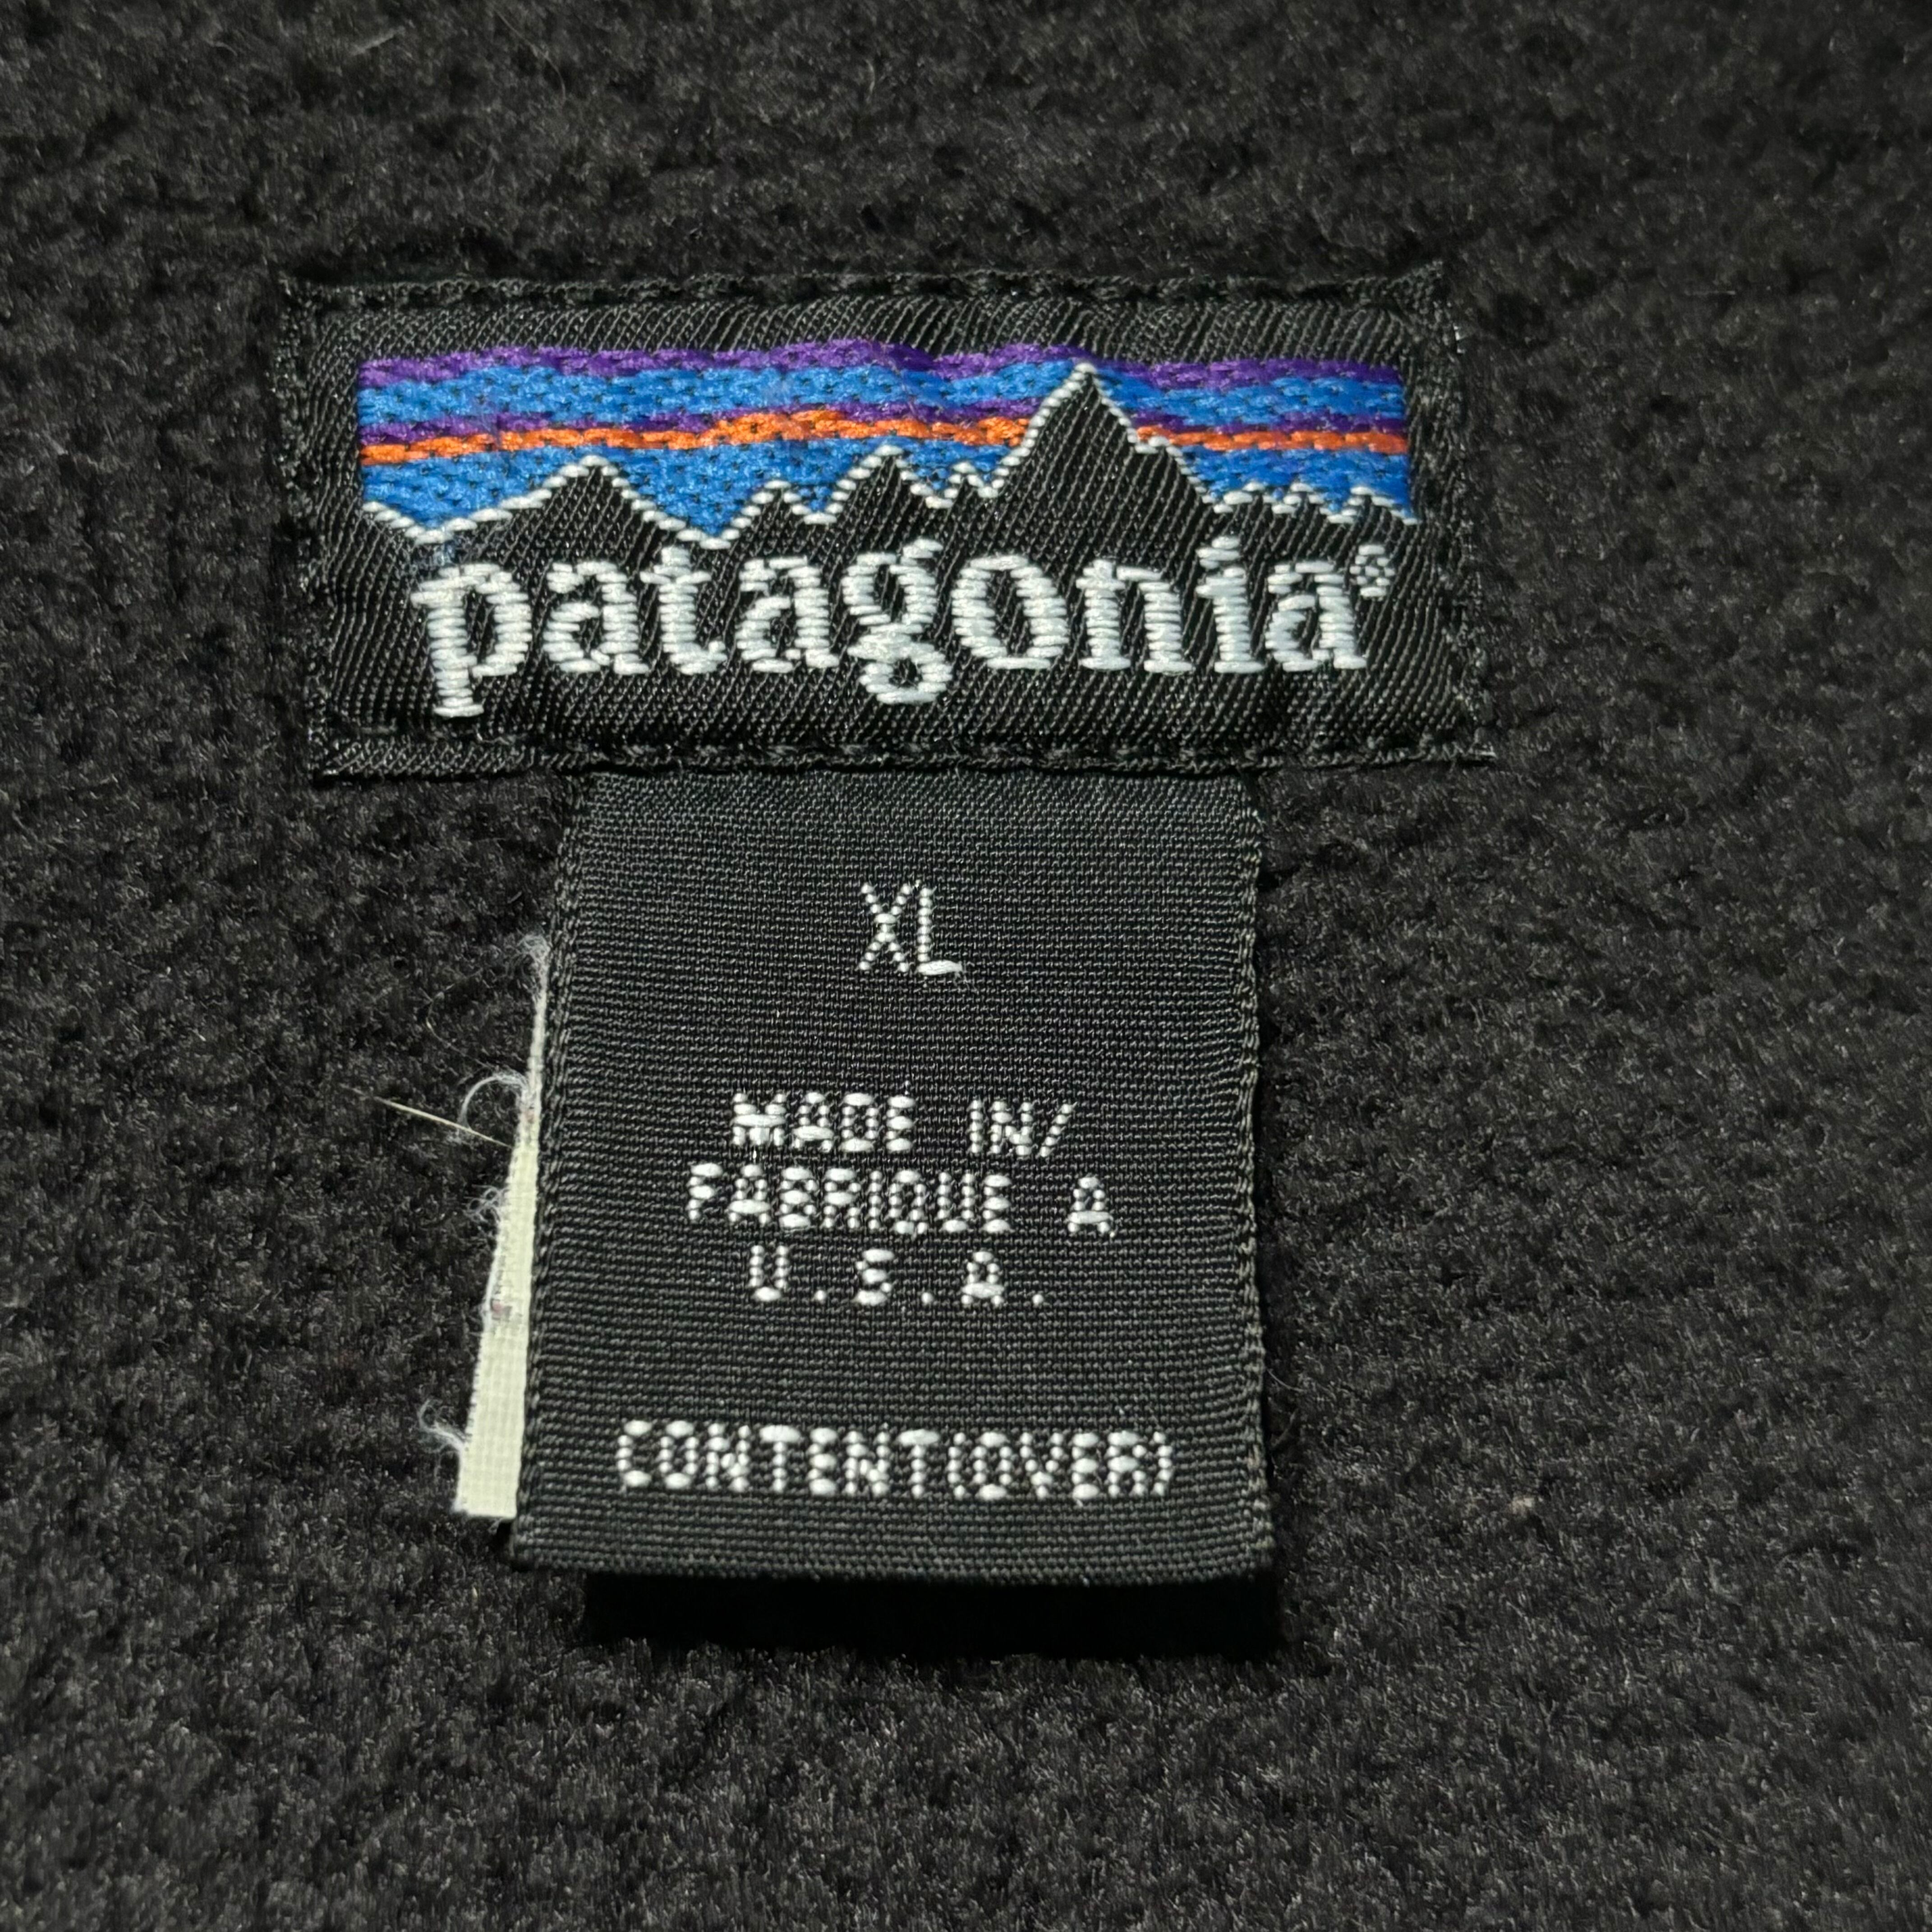 patagonia®
XL
MADE IN/
FABRIQUE A
U.S.A.
CONTENT(OVER)